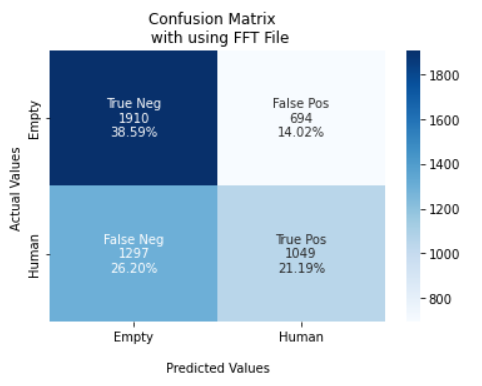 Confusion Matrix
with using FFT File
True Neg
1910
38.59%
False Pos
694
14.02%
False Neg
1297
26.20%
True Pos
1049
21.19%
Empty
Human
Actual Values
Empty
Human
Predicted Values
1800
1600
1400
1200
1000
800